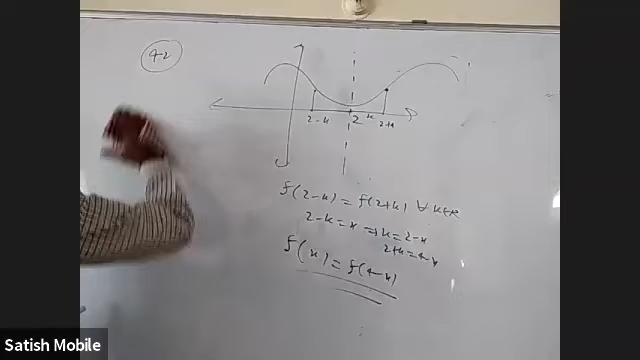 42
2-x 2 x 2+x
f(2-x) = f(2+x) ∀ x∈R
2-x = x ⇒ x = 2-x
2+x = 4-x
f(x) = f(4-x)
Satish Mobile